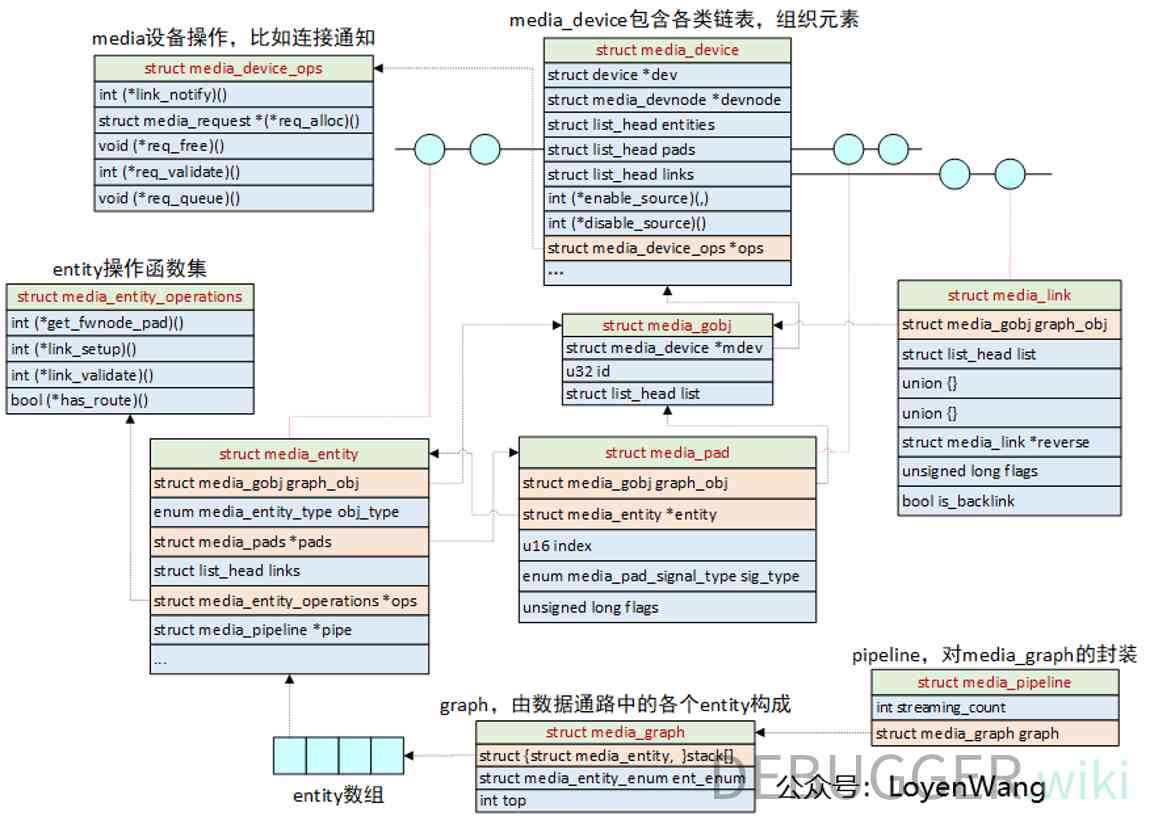 media_device包含各类链表，组织元素
media设备操作，比如连接通知
struct media_device_ops
int (*link_notify)()
struct media_request *(*req_alloc)()
void (*req_free)()
int (*req_validate)()
void (*req_queue)()
struct media_device
struct device *dev
struct media_devnode *devnode
struct list_head entities
struct list_head pads
struct list_head links
int (*enable_source)(,)
int (*disable_source)()
struct media_device_ops *ops
...
entity操作函数集
struct media_entity_operations
int (*get_fwnode_pad)()
int (*link_setup)()
int (*link_validate)()
bool (*has_route)()
struct media_gobj
struct media_device *mdev
u32 id
struct list_head list
struct media_link
struct media_gobj graph_obj
struct list_head list
union {}
union {}
struct media_link *reverse
unsigned long flags
bool is_backlink
struct media_entity
struct media_gobj graph_obj
enum media_entity_type obj_type
struct media_pads *pads
struct list_head links
struct media_entity_operations *ops
struct media_pipeline *pipe
...
struct media_pad
struct media_gobj graph_obj
struct media_entity *entity
u16 index
enum media_pad_signal_type sig_type
unsigned long flags
pipeline，对media_graph的封装
struct media_pipeline
int streaming_count
struct media_graph graph
graph，由数据通路中的各个entity构成
struct media_graph
struct {struct media_entity, }stack[]
struct media_entity_enum ent_enum
int top
entity数组
DEBUGGER.wiki
公众号：LoyenWang